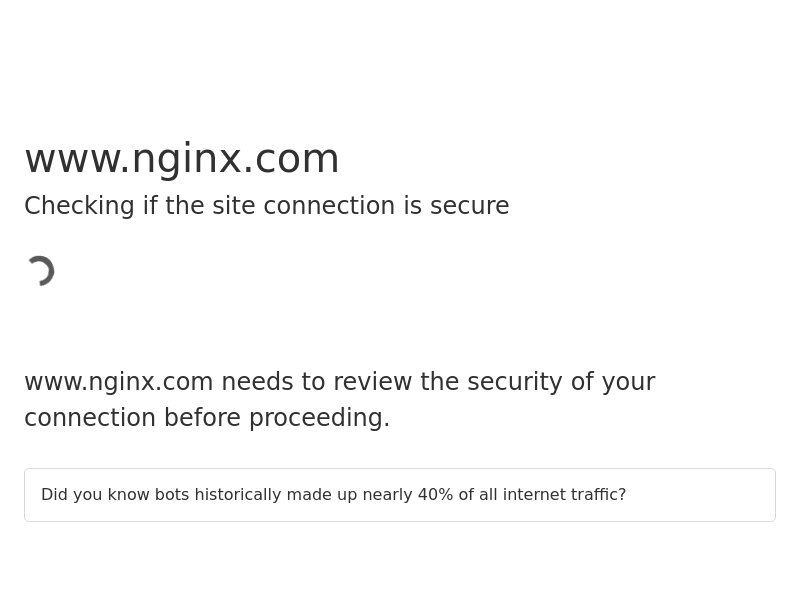 www.nginx.com
Checking if the site connection is secure
www.nginx.com needs to review the security of your
connection before proceeding.
Did you know bots historically made up nearly 40% of all internet traffic?